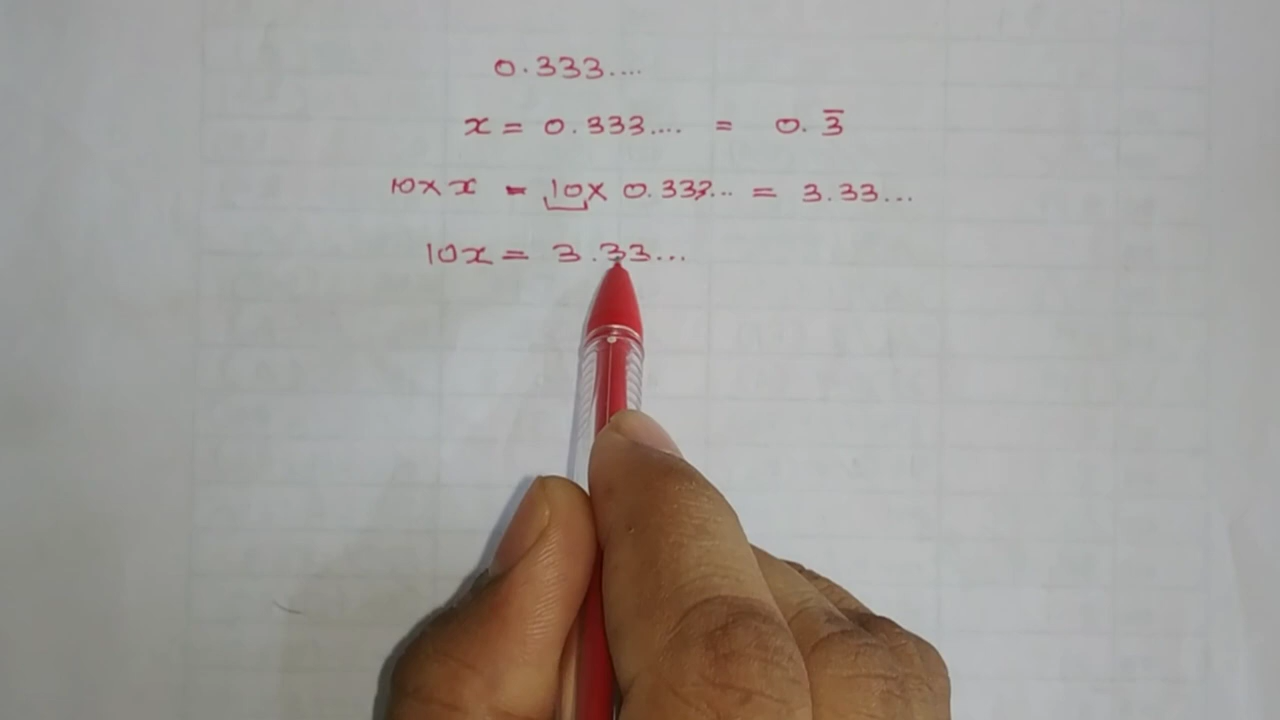 0.333....
x = 0.333.... = 0.3̅
10×x = 10× 0.333... = 3.33...
10x = 3.33...